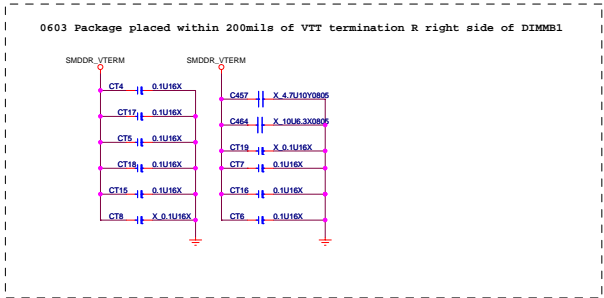 0603 Package placed within 200mils of VTT termination R right side of DIMMB1
SMDDR_VTERM
SMDDR_VTERM
CT4 0.1U16X
CT17 0.1U16X
CT5 0.1U16X
CT18 0.1U16X
CT15 0.1U16X
CT8 X_0.1U16X
C457 X_4.7U10Y0805
C464 X_10U6.3X0805
CT19 X_0.1U16X
CT7 0.1U16X
CT16 0.1U16X
CT6 0.1U16X